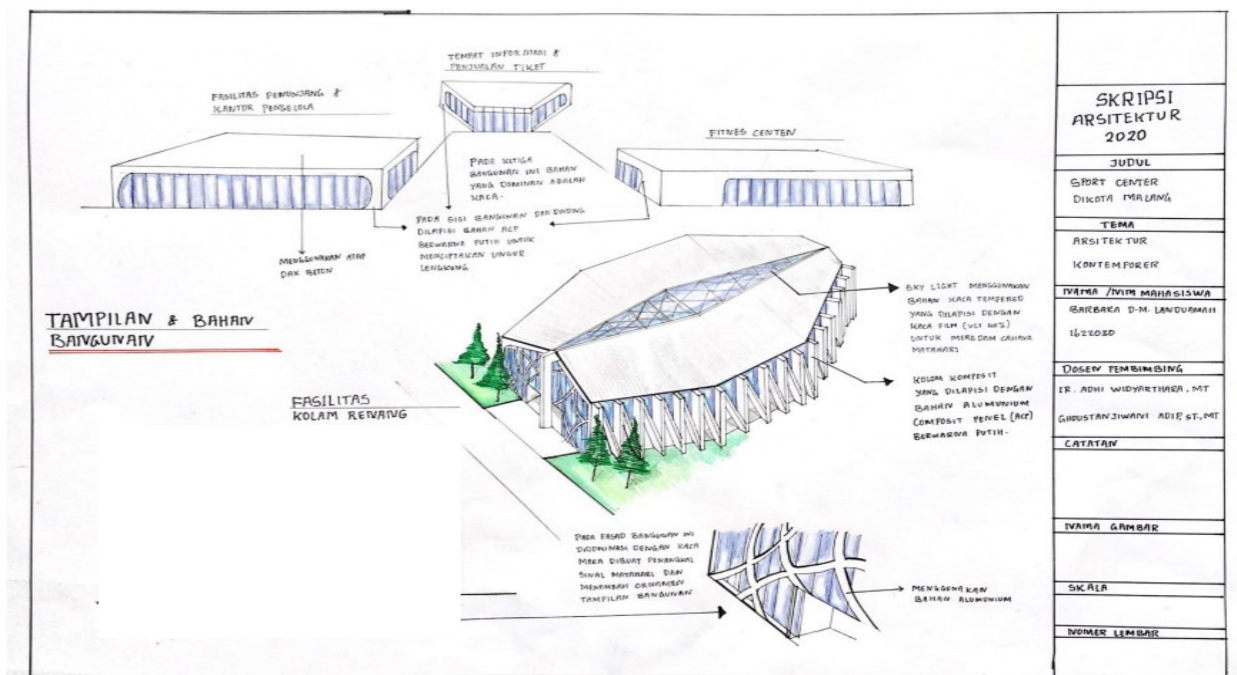 TEMPAT INFORMASI &
PENJUALAN TIKET
FASILITAS PENUNJANG &
KANTOR PENGELOLA
FITNES CENTEN
PADA KETIGA
BANGUNAN INI BAHAN
YANG DOMINAN ADALAH
KACA.
PADA SISI BANGUNAN DAN DINDING
DILAPISI BAHAN ACP
BERWARNA PUTIH UNTUK
MENCIPTAKAN UNSUR
LENGKUNG
MENGGUNAKAN ATAP
DAK BETON
TAMPILAN & BAHAN
BANGUNAN
FASILITAS
KOLAM RENANG
SKY LIGHT MENGGUNAKAN
BAHAN KACA TEMPERED
YANG DILAPISI DENGAN
KACA FILM
UNTUK MEREDAM CAHAYA
MATAHARI
KOLOM KOMPOSIT
YANG DILAPISI DENGAN
BAHAN ALUMUNIUM
COMPOSIT PENEL (ACP)
BERWARNA PUTIH.
PADA FASAD BANGUNAN INI
DIDOMINASI DENGAN KACA
MAKA DIBUAT PENANGKAL
SINAL MATAHARI DAN
MENAMBAH ORNAMEN
TAMPILAN BANGUNAN
MENGGUNAKAN
BAHAN ALUMUNIUM
SKRIPSI
ARSITEKTUR
2020
JUDUL
SPORT CENTER
DIKOTA MALANG
TEMA
ARSITEKTUR
KONTEMPORER
NAMA /NIM MAHASISWA
BARBARA D.M. LANDUAMAH
1622030
DOSEN PEMBIMBING
IR. ADHI WIDYARTHARA, MT
GHOUSTANJIWANI ADIP, ST., MT
CATATAN
NAMA GAMBAR
SKALA
NOMER LEMBAR